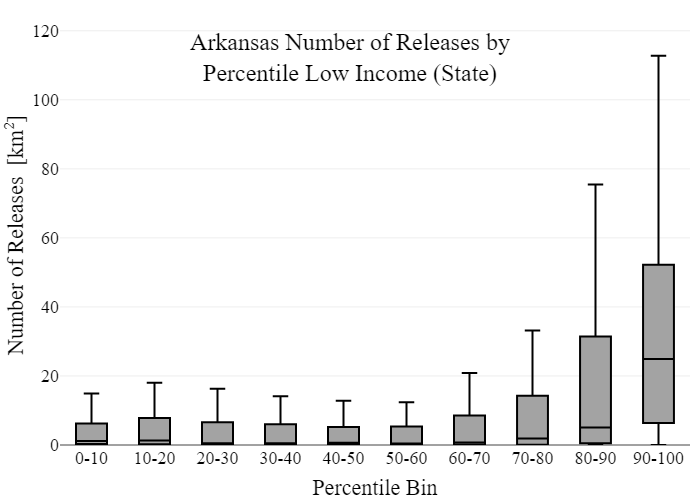 Arkansas Number of Releases by
Percentile Low Income (State)
Number of Releases [km²]
120
100
80
60
40
20
0
0-10 10-20 20-30 30-40 40-50 50-60 60-70 70-80 80-90 90-100
Percentile Bin